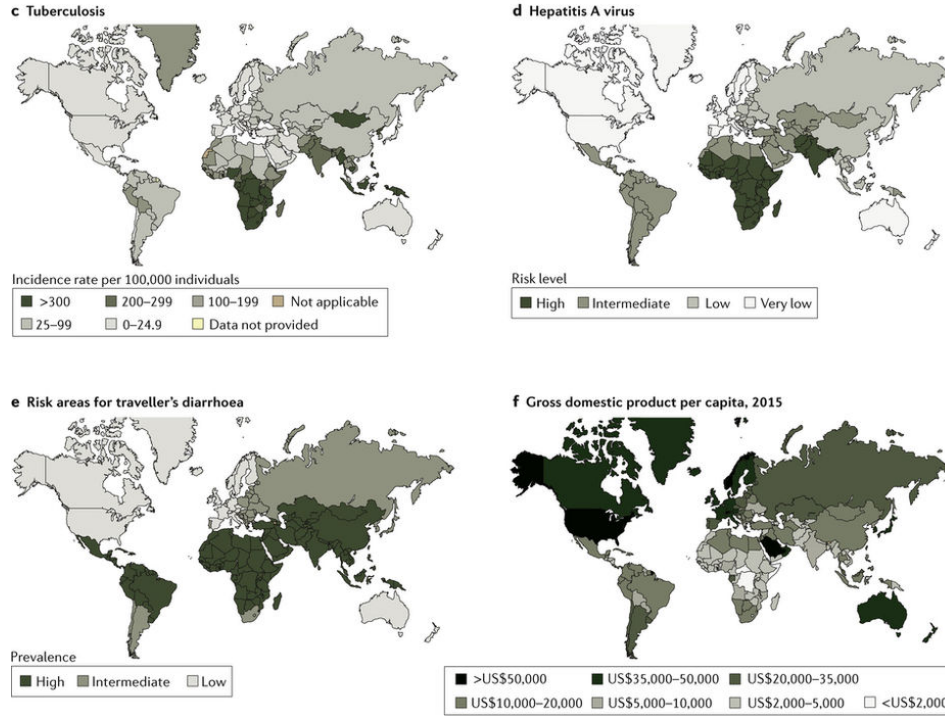 c Tuberculosis
Incidence rate per 100,000 individuals
>300 200–299 100–199 Not applicable
25–99 0–24.9 Data not provided
d Hepatitis A virus
Risk level
High Intermediate Low Very low
e Risk areas for traveller's diarrhoea
Prevalence
High Intermediate Low
f Gross domestic product per capita, 2015
>US$50,000 US$35,000–50,000 US$20,000–35,000
US$10,000–20,000 US$5,000–10,000 US$2,000–5,000 <US$2,000